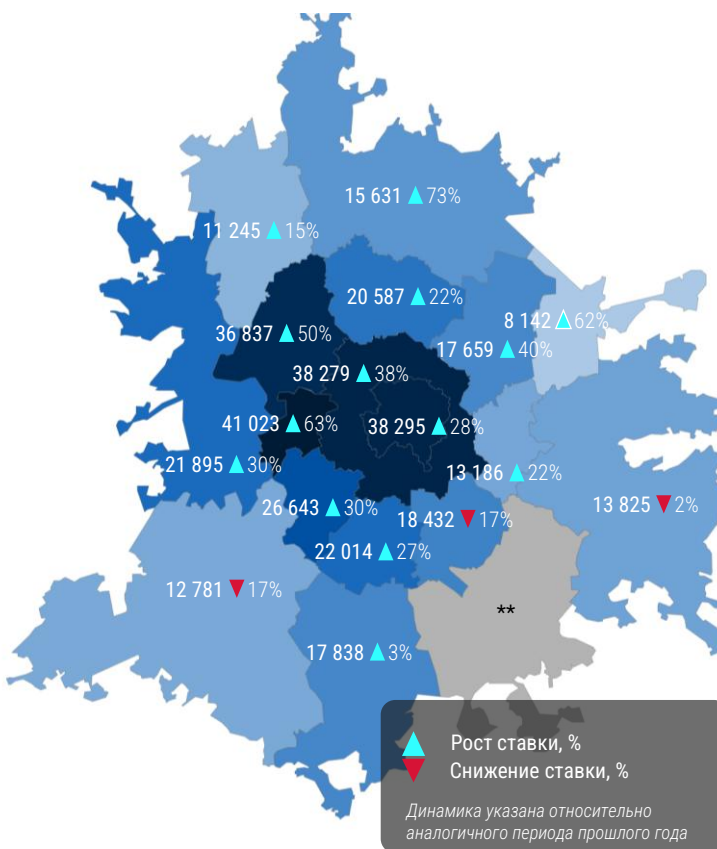 15 631 ▲ 73%
11 245 ▲ 15%
20 587 ▲ 22%
8 142 ▲ 62%
36 837 ▲ 50%
17 659 ▲ 40%
38 279 ▲ 38%
41 023 ▲ 63%
38 295 ▲ 28%
21 895 ▲ 30%
13 186 ▲ 22%
13 825 ▼ 2%
26 643 ▲ 30%
18 432 ▼ 17%
22 014 ▲ 27%
12 781 ▼ 17%
**
17 838 ▲ 3%
▲ Рост ставки, %
▼ Снижение ставки, %
Динамика указана относительно
аналогичного периода прошлого года